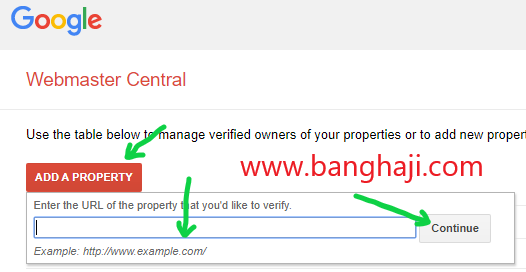 Google
Webmaster Central
Use the table below to manage verified owners of your properties or to add new proper
www.banghaji.com
ADD A PROPERTY
Enter the URL of the property that you'd like to verify.
Continue
Example: http://www.example.com/